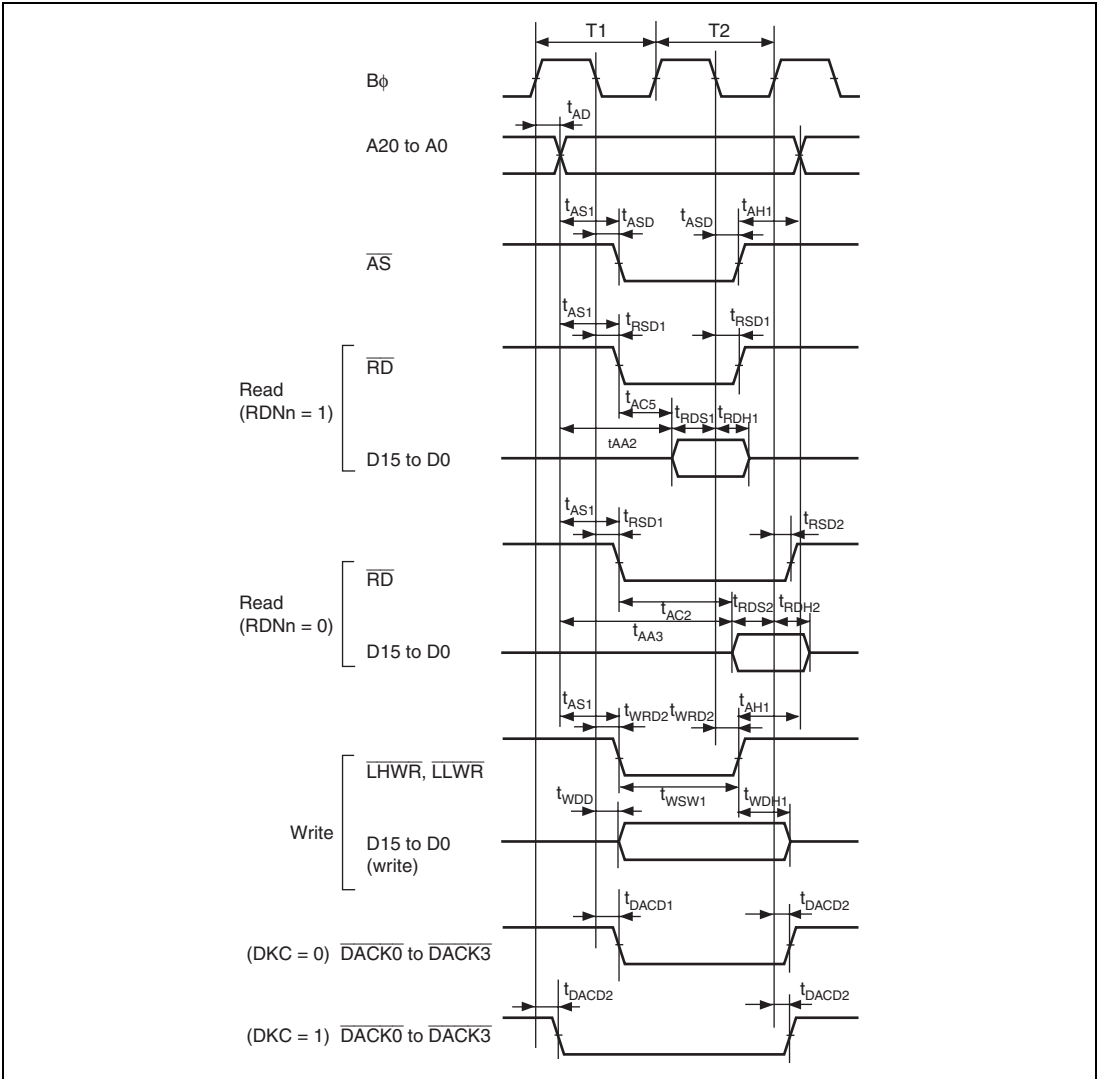 T1 T2
Bϕ
tAD
A20 to A0
tAS1 tASD tASD tAH1
AS
tAS1 tRSD1 tRSD1
RD
Read
(RDNn = 1)
tAC5 tRDS1 tRDH1
tAA2
D15 to D0
tAS1 tRSD1 tRSD2
RD
Read
(RDNn = 0)
tAC2 tRDS2 tRDH2
tAA3
D15 to D0
tAS1 tWRD2 tWRD2 tAH1
LHWR, LLWR
tWDD tWSW1 tWDH1
Write
D15 to D0
(write)
tDACD1 tDACD2
(DKC = 0) DACK0 to DACK3
tDACD2 tDACD2
(DKC = 1) DACK0 to DACK3